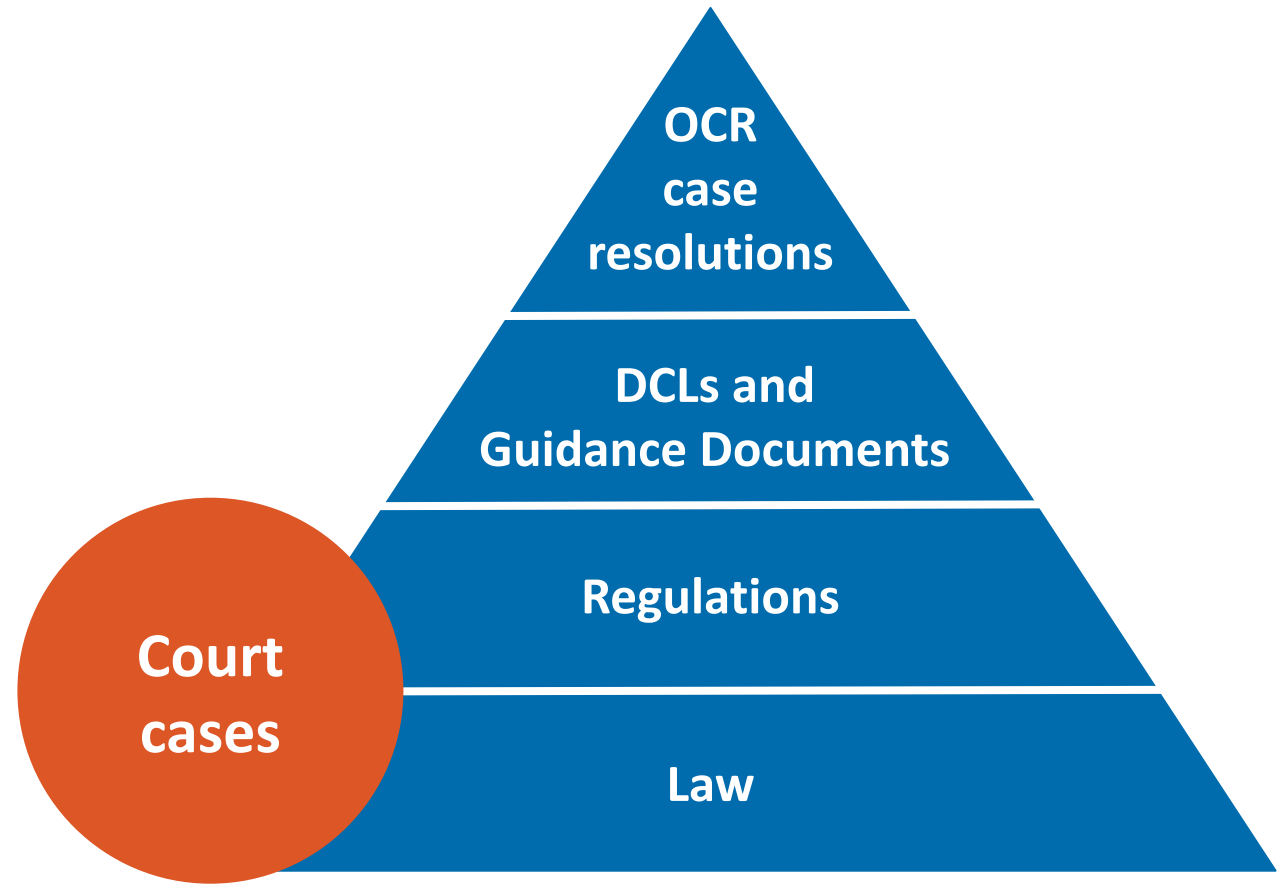 OCR
case
resolutions
DCLs and
Guidance Documents
Regulations
Court
cases
Law